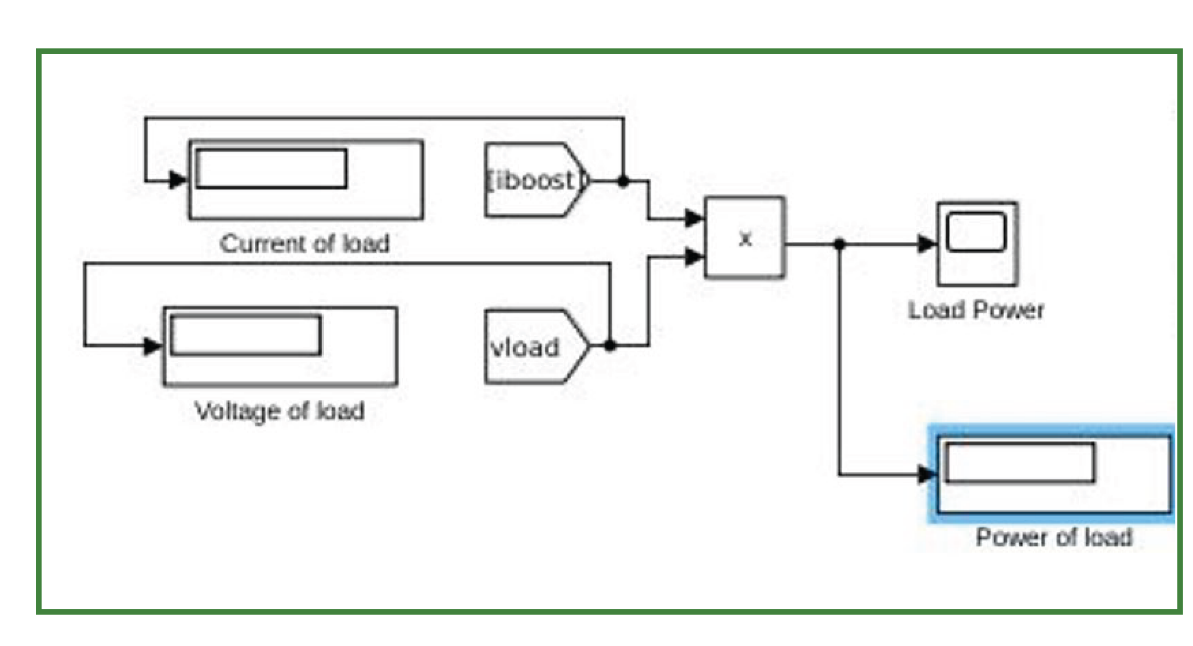 [iboost]
Current of load
x
Load Power
vload
Voltage of load
Power of load